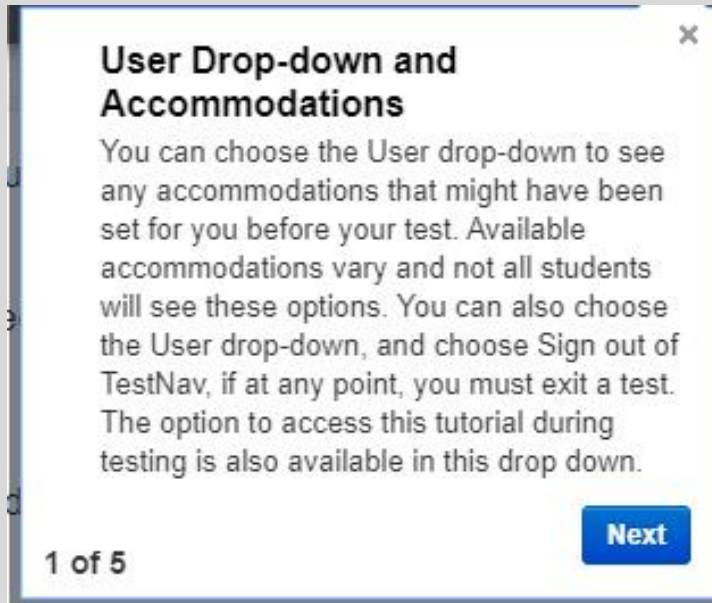 ×
User Drop-down and
Accommodations
You can choose the User drop-down to see
any accommodations that might have been
set for you before your test. Available
accommodations vary and not all students
will see these options. You can also choose
the User drop-down, and choose Sign out of
TestNav, if at any point, you must exit a test.
The option to access this tutorial during
testing is also available in this drop down.
Next
1 of 5